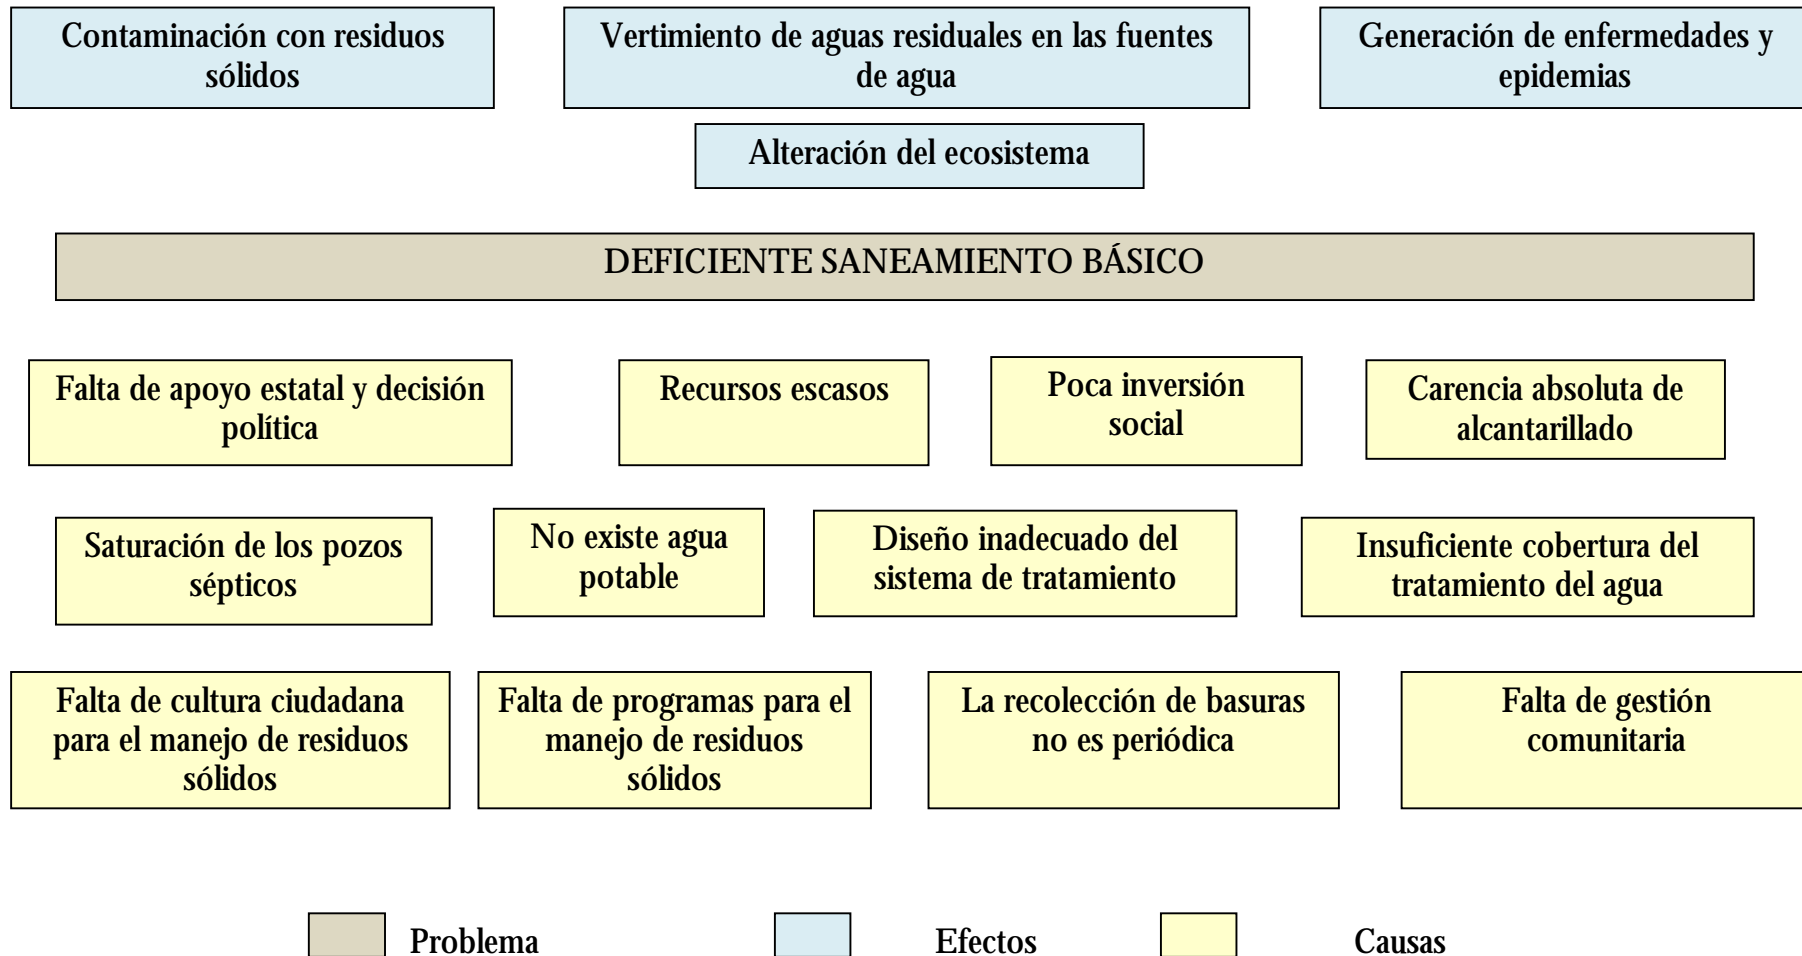 Contaminación con residuos
sólidos
Vertimiento de aguas residuales en las fuentes
de agua
Generación de enfermedades y
epidemias
Alteración del ecosistema
DEFICIENTE SANEAMIENTO BÁSICO
Falta de apoyo estatal y decisión
política
Recursos escasos
Poca inversión
social
Carencia absoluta de
alcantarillado
Saturación de los pozos
sépticos
No existe agua
potable
Diseño inadecuado del
sistema de tratamiento
Insuficiente cobertura del
tratamiento del agua
Falta de cultura ciudadana
para el manejo de residuos
sólidos
Falta de programas para el
manejo de residuos
sólidos
La recolección de basuras
no es periódica
Falta de gestión
comunitaria
Problema
Efectos
Causas